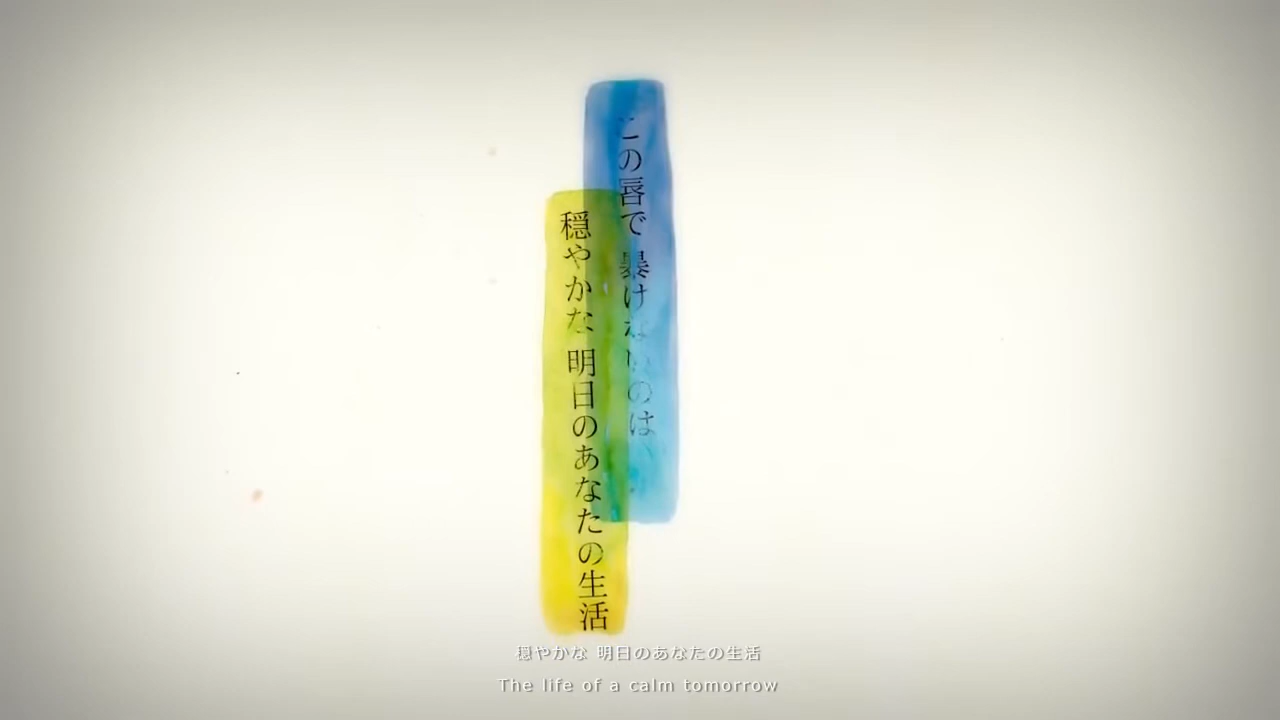 この唇で 暴けないのは
穏やかな 明日のあなたの生活
穏やかな 明日のあなたの生活
The life of a calm tomorrow